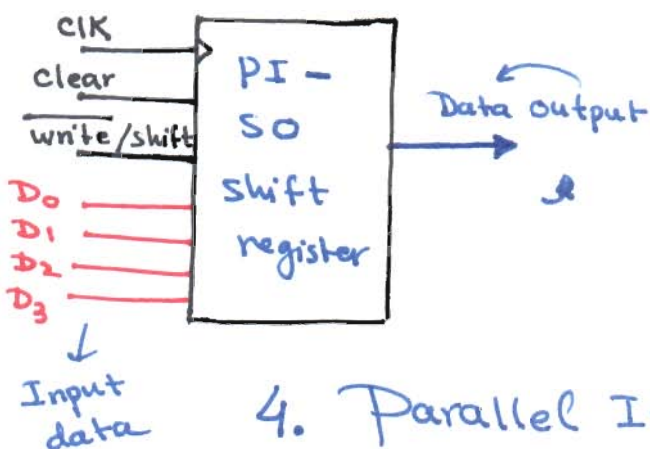 CLK
clear
write/shift
D0
D1
D2
D3
Input
data
PI -
SO
shift
register
Data output
4. Parallel I